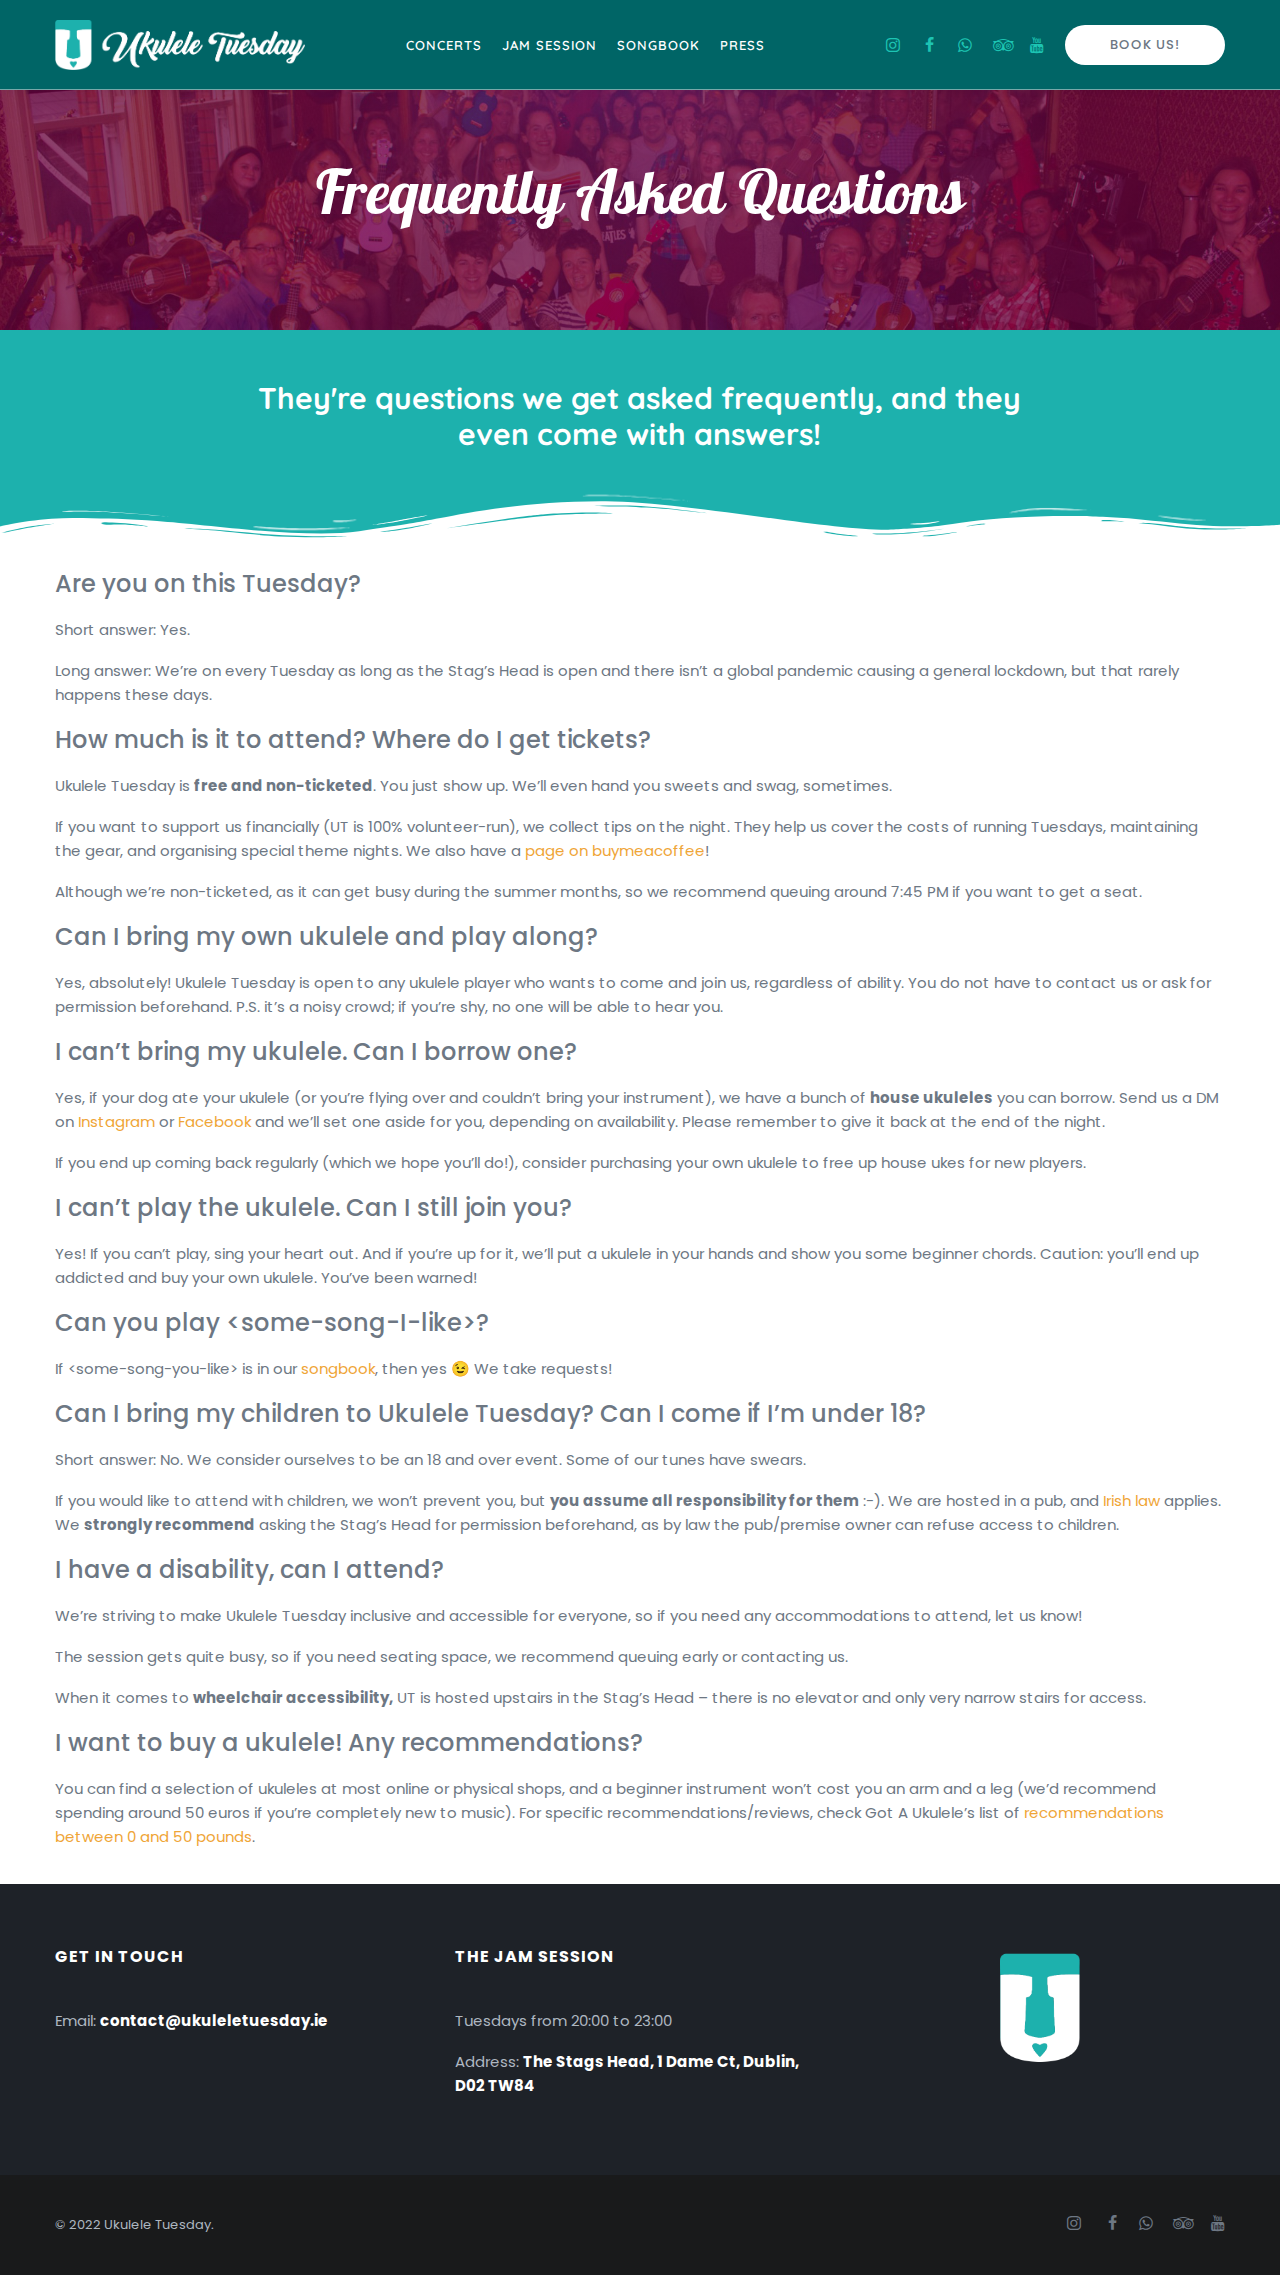 Ukulele Tuesday
CONCERTS JAM SESSION SONGBOOK PRESS
BOOK US!
Frequently Asked Questions
They're questions we get asked frequently, and they
even come with answers!
Are you on this Tuesday?
Short answer: Yes.
Long answer: We’re on every Tuesday as long as the Stag’s Head is open and there isn’t a global pandemic causing a general lockdown, but that rarely
happens these days.
How much is it to attend? Where do I get tickets?
Ukulele Tuesday is free and non-ticketed. You just show up. We’ll even hand you sweets and swag, sometimes.
If you want to support us financially (UT is 100% volunteer-run), we collect tips on the night. They help us cover the costs of running Tuesdays, maintaining
the gear, and organising special theme nights. We also have a page on buymeacoffee!
Although we’re non-ticketed, as it can get busy during the summer months, so we recommend queuing around 7:45 PM if you want to get a seat.
Can I bring my own ukulele and play along?
Yes, absolutely! Ukulele Tuesday is open to any ukulele player who wants to come and join us, regardless of ability. You do not have to contact us or ask for
permission beforehand. P.S. it’s a noisy crowd; if you’re shy, no one will be able to hear you.
I can’t bring my ukulele. Can I borrow one?
Yes, if your dog ate your ukulele (or you’re flying over and couldn’t bring your instrument), we have a bunch of house ukuleles you can borrow. Send us a DM
on Instagram or Facebook and we’ll set one aside for you, depending on availability. Please remember to give it back at the end of the night.
If you end up coming back regularly (which we hope you’ll do!), consider purchasing your own ukulele to free up house ukes for new players.
I can’t play the ukulele. Can I still join you?
Yes! If you can’t play, sing your heart out. And if you’re up for it, we’ll put a ukulele in your hands and show you some beginner chords. Caution: you’ll end up
addicted and buy your own ukulele. You’ve been warned!
Can you play <some-song-I-like>?
If <some-song-you-like> is in our songbook, then yes 😉 We take requests!
Can I bring my children to Ukulele Tuesday? Can I come if I’m under 18?
Short answer: No. We consider ourselves to be an 18 and over event. Some of our tunes have swears.
If you would like to attend with children, we won’t prevent you, but you assume all responsibility for them :-). We are hosted in a pub, and Irish law applies.
We strongly recommend asking the Stag’s Head for permission beforehand, as by law the pub/premise owner can refuse access to children.
I have a disability, can I attend?
We’re striving to make Ukulele Tuesday inclusive and accessible for everyone, so if you need any accommodations to attend, let us know!
The session gets quite busy, so if you need seating space, we recommend queuing early or contacting us.
When it comes to wheelchair accessibility, UT is hosted upstairs in the Stag’s Head – there is no elevator and only very narrow stairs for access.
I want to buy a ukulele! Any recommendations?
You can find a selection of ukuleles at most online or physical shops, and a beginner instrument won’t cost you an arm and a leg (we’d recommend
spending around 50 euros if you’re completely new to music). For specific recommendations/reviews, check Got A Ukulele’s list of recommendations
between 0 and 50 pounds.
GET IN TOUCH
Email: contact@ukuleletuesday.ie
THE JAM SESSION
Tuesdays from 20:00 to 23:00
Address: The Stags Head, 1 Dame Ct, Dublin,
D02 TW84
© 2022 Ukulele Tuesday.